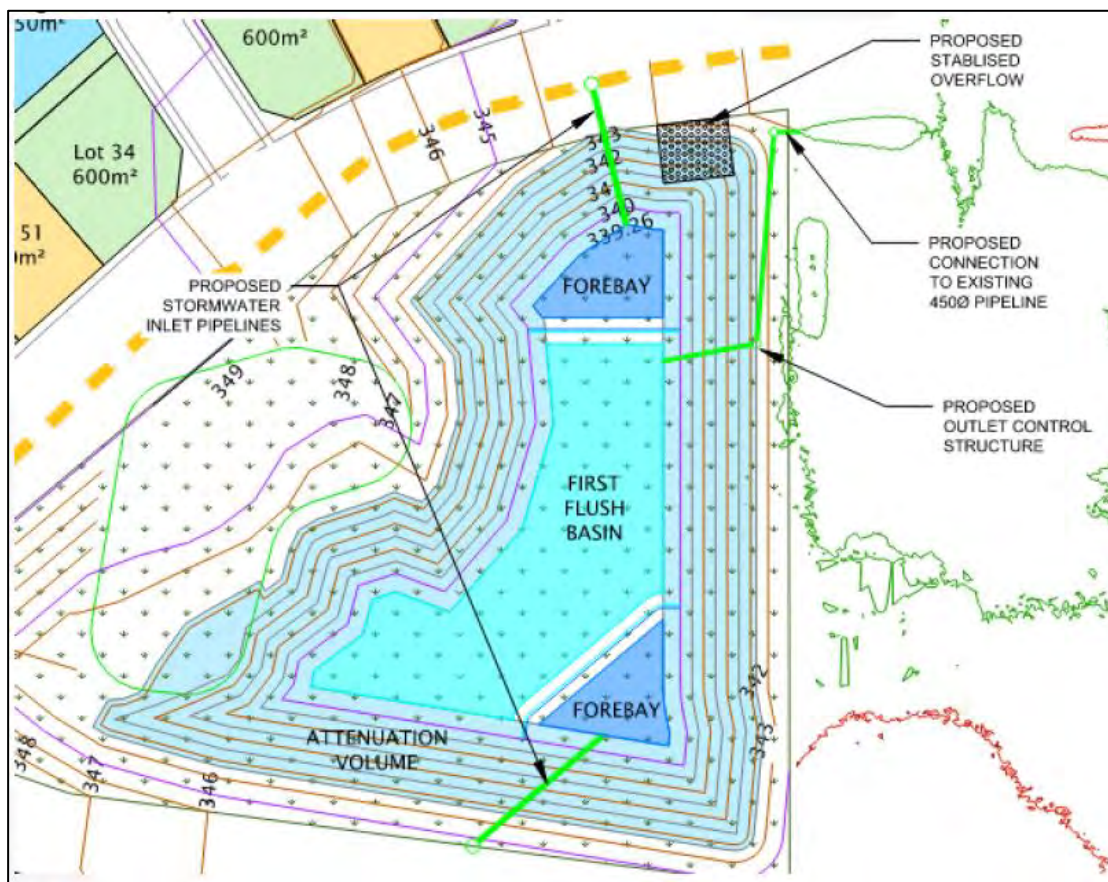 50m²
600m²
PROPOSED
STABLISED
OVERFLOW
346
345
343
342
34
340
339.26
Lot 34
600m²
51
m²
FOREBAY
PROPOSED
STORMWATER
INLET PIPELINES
PROPOSED
CONNECTION
TO EXISTING
450Ø PIPELINE
349
348
347
PROPOSED
OUTLET CONTROL
STRUCTURE
FIRST
FLUSH
BASIN
FOREBAY
ATTENUATION
VOLUME
342
343
348
347
346